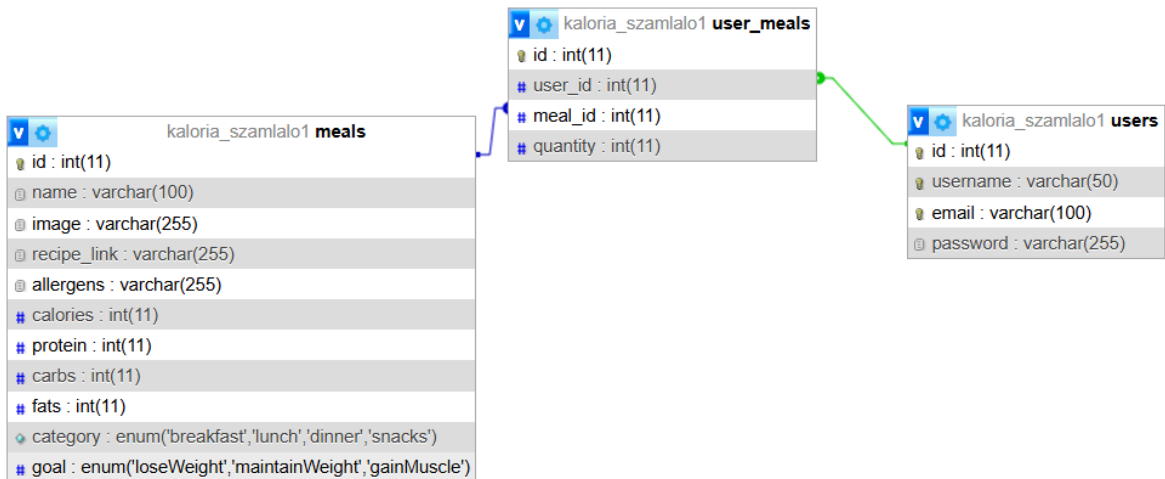 kaloria_szamlalo1 user_meals
id : int(11)
user_id : int(11)
meal_id : int(11)
quantity : int(11)
kaloria_szamlalo1 meals
id : int(11)
name : varchar(100)
image : varchar(255)
recipe_link : varchar(255)
allergens : varchar(255)
calories : int(11)
protein : int(11)
carbs : int(11)
fats : int(11)
category : enum('breakfast','lunch','dinner','snacks')
goal : enum('loseWeight','maintainWeight','gainMuscle')
kaloria_szamlalo1 users
id : int(11)
username : varchar(50)
email : varchar(100)
password : varchar(255)